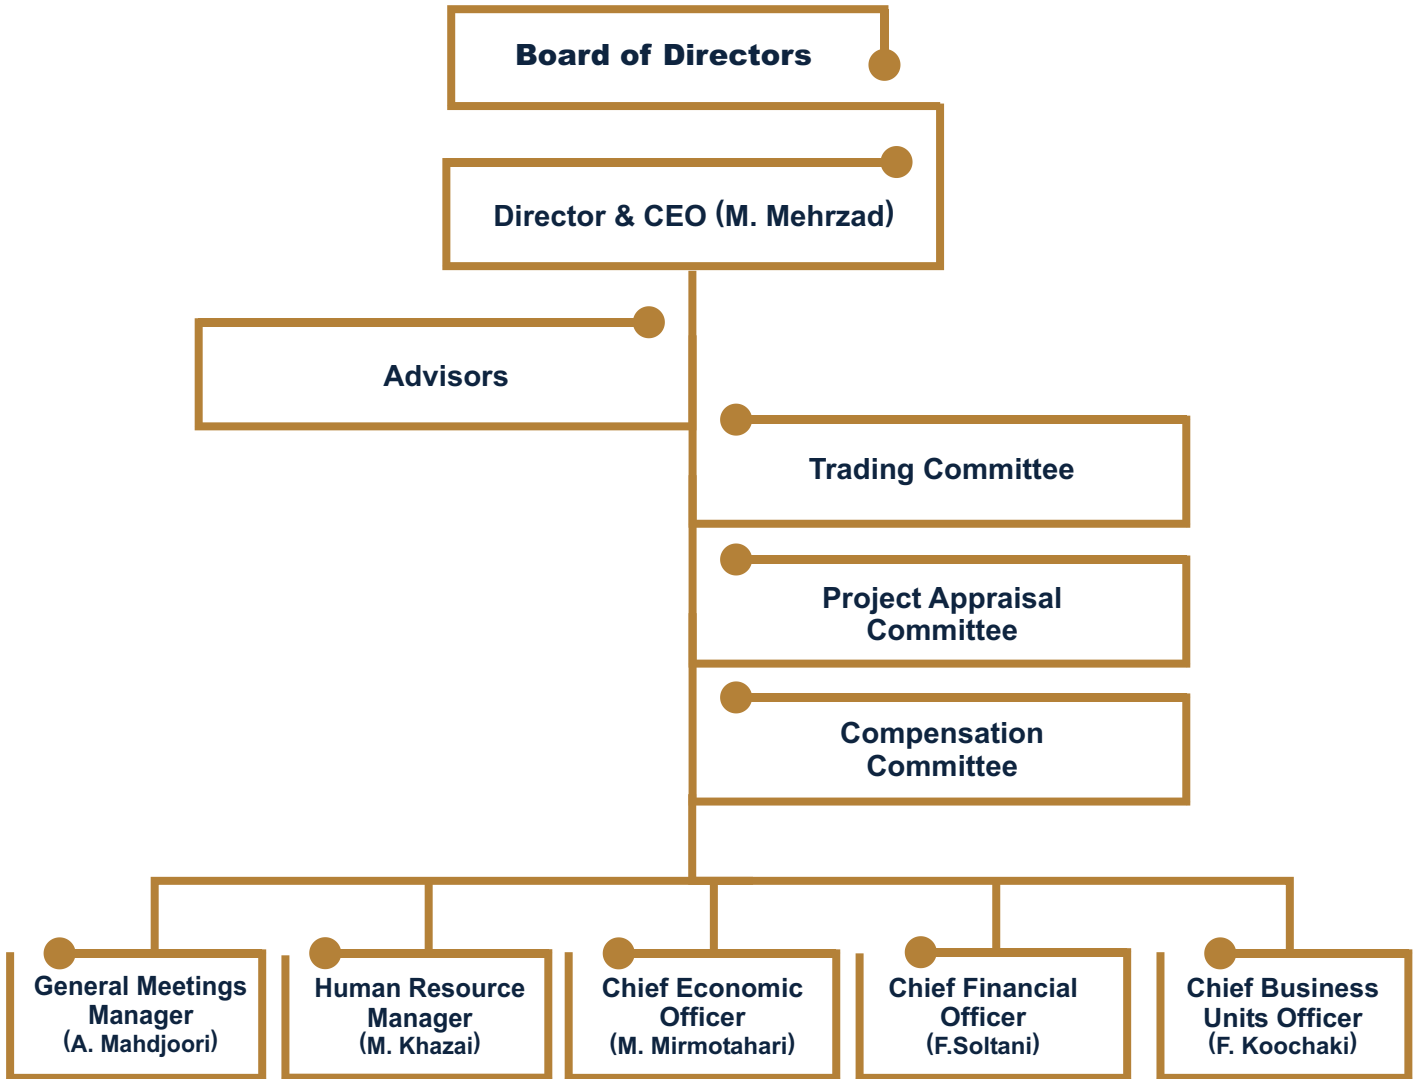 Board of Directors
Director & CEO (M. Mehrzad)
Advisors
Trading Committee
Project Appraisal
Committee
Compensation
Committee
General Meetings
Manager
(A. Mahdjoori)
Human Resource
Manager
(M. Khazai)
Chief Economic
Officer
(M. Mirmotahari)
Chief Financial
Officer
(F.Soltani)
Chief Business
Units Officer
(F. Koochaki)